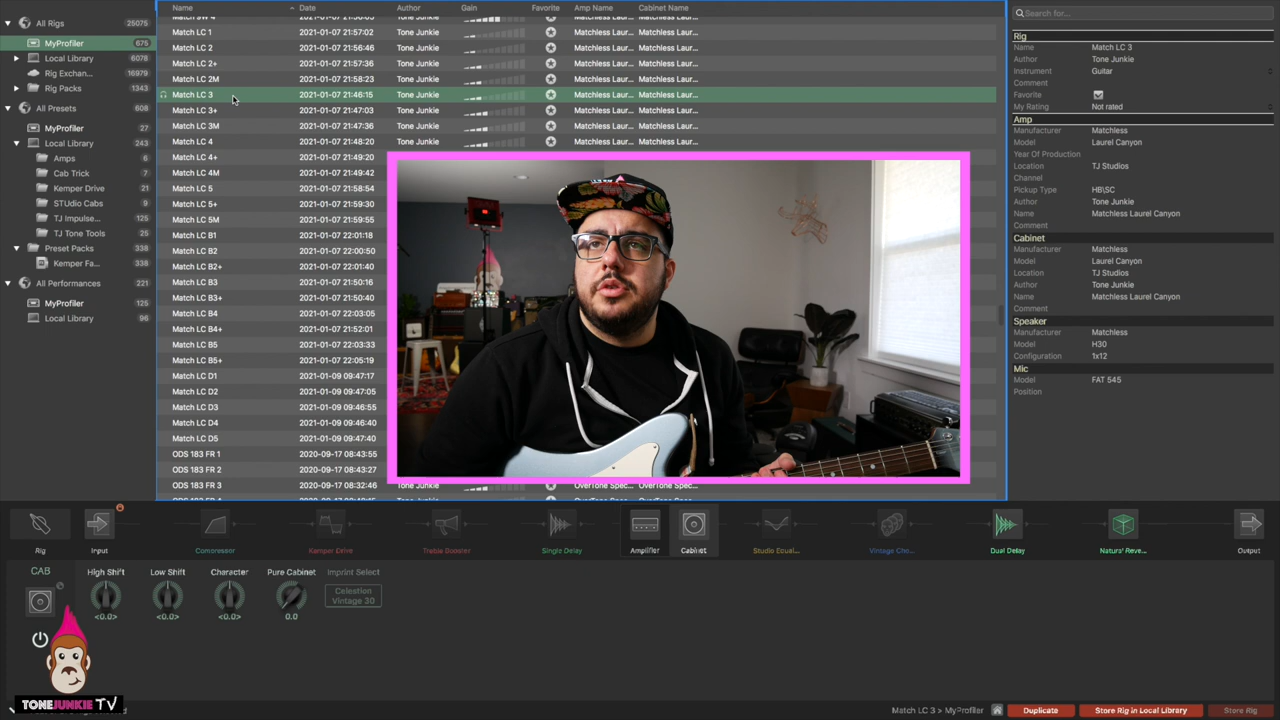 All Rigs 25075
MyProfiler 675
Local Library 6078
Rig Exchan... 16979
Rig Packs 1343
All Presets 608
MyProfiler 27
Local Library 243
Amps 6
Cab Trick 7
Kemper Drive 21
STUdio Cabs 9
TJ Impulse... 125
TJ Tone Tools 25
Preset Packs 338
Kemper Fa... 338
All Performances 221
MyProfiler 125
Local Library 96
Name Date Author Gain Favorite Amp Name Cabinet Name
Match LC 1 2021-01-07 21:57:02 Tone Junkie Matchless Laur... Matchless Laur...
Match LC 2 2021-01-07 21:56:46 Tone Junkie Matchless Laur... Matchless Laur...
Match LC 2+ 2021-01-07 21:57:36 Tone Junkie Matchless Laur... Matchless Laur...
Match LC 2M 2021-01-07 21:58:23 Tone Junkie Matchless Laur... Matchless Laur...
Match LC 3 2021-01-07 21:46:15 Tone Junkie Matchless Laur... Matchless Laur...
Match LC 3+ 2021-01-07 21:47:03 Tone Junkie Matchless Laur... Matchless Laur...
Match LC 3M 2021-01-07 21:47:36 Tone Junkie Matchless Laur... Matchless Laur...
Match LC 4 2021-01-07 21:48:20 Tone Junkie Matchless Laur... Matchless Laur...
Match LC 4+ 2021-01-07 21:49:20
Match LC 4M 2021-01-07 21:49:42
Match LC 5 2021-01-07 21:58:54
Match LC 5+ 2021-01-07 21:59:30
Match LC 5M 2021-01-07 21:59:55
Match LC B1 2021-01-07 22:01:18
Match LC B2 2021-01-07 22:00:50
Match LC B2+ 2021-01-07 22:01:40
Match LC B3 2021-01-07 21:50:16
Match LC B3+ 2021-01-07 21:50:40
Match LC B4 2021-01-07 22:03:05
Match LC B4+ 2021-01-07 21:52:01
Match LC B5 2021-01-07 22:03:33
Match LC B5+ 2021-01-07 22:05:19
Match LC D1 2021-01-09 09:47:17
Match LC D2 2021-01-09 09:47:05
Match LC D3 2021-01-09 09:46:55
Match LC D4 2021-01-09 09:46:40
Match LC D5 2021-01-09 09:47:40
ODS 183 FR 1 2020-09-17 08:43:55
ODS 183 FR 2 2020-09-17 08:43:27
ODS 183 FR 3 2020-09-17 08:32:46 Tone Junkie OverTone Spec... OverTone Spec...
Search for...
Rig
Name Match LC 3
Author Tone Junkie
Instrument Guitar
Comment
Favorite
My Rating Not rated
Amp
Manufacturer Matchless
Model Laurel Canyon
Year Of Production
Location TJ Studios
Channel
Pickup Type HB\SC
Author Tone Junkie
Name Matchless Laurel Canyon
Comment
Cabinet
Manufacturer Matchless
Model Laurel Canyon
Location TJ Studios
Author Tone Junkie
Name Matchless Laurel Canyon
Comment
Speaker
Manufacturer Matchless
Model H30
Configuration 1x12
Mic
Model FAT 545
Position
Rig Input Compressor Kemper Drive Treble Booster Single Delay Amplifier Cabinet Studio Equal... Vintage Cho... Dual Delay Natural Reve... Output
CAB High Shift Low Shift Character Pure Cabinet Imprint Select
Celestion
Vintage 30
<0.0> <0.0> <0.0> 0.0
TONEJUNKIE TV
Match LC 3 > MyProfiler Duplicate Store Rig in Local Library Store Rig